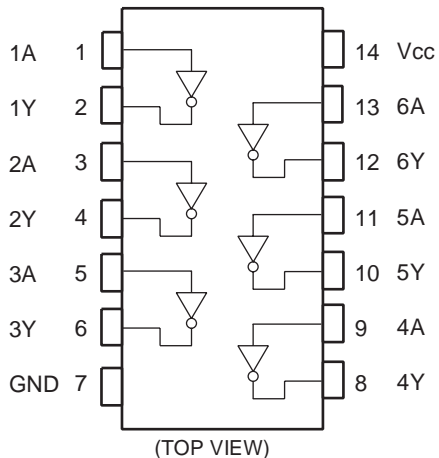 1A 1 14 Vcc
1Y 2 13 6A
2A 3 12 6Y
2Y 4 11 5A
3A 5 10 5Y
3Y 6 9 4A
GND 7 8 4Y
(TOP VIEW)